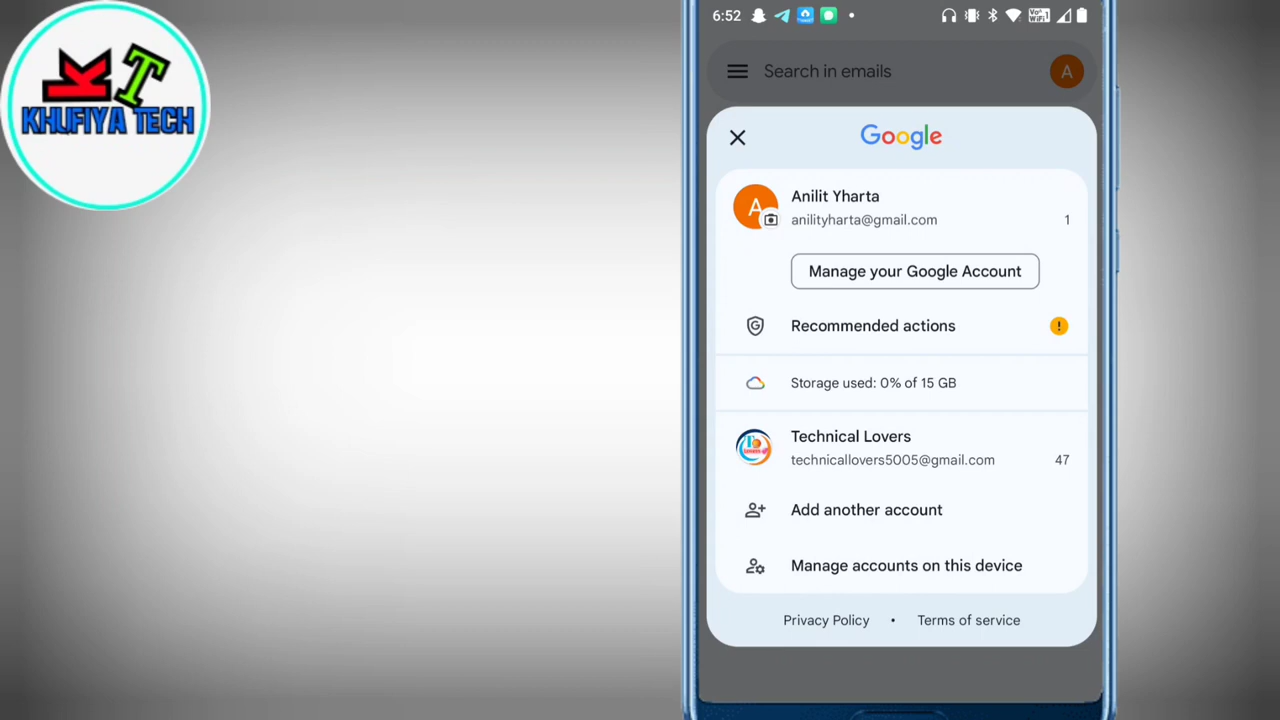 KT
KHUFIYA TECH
6:52
Search in emails
A
Google
A
Anilit Yharta
anilityharta@gmail.com
1
Manage your Google Account
Recommended actions
!
Storage used: 0% of 15 GB
Technical Lovers
technicallovers5005@gmail.com
47
Add another account
Manage accounts on this device
Privacy Policy • Terms of service